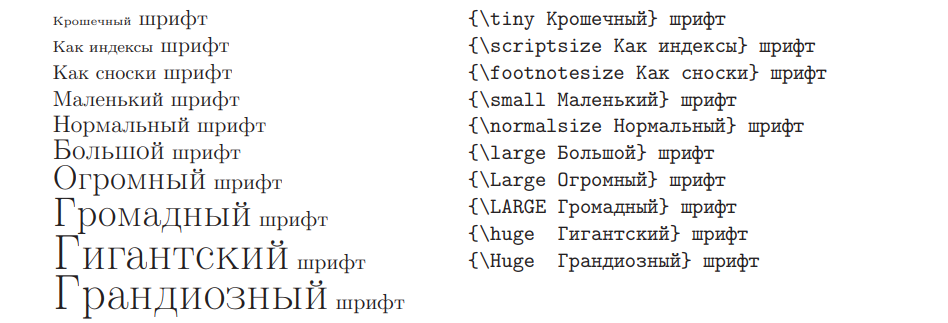 Крошечный шрифт
Как индексы шрифт
Как сноски шрифт
Маленький шрифт
Нормальный шрифт
Большой шрифт
Огромный шрифт
Громадный шрифт
Гигантский шрифт
Грандиозный шрифт
{\tiny Крошечный} шрифт
{\scriptsize Как индексы} шрифт
{\footnotesize Как сноски} шрифт
{\small Маленький} шрифт
{\normalsize Нормальный} шрифт
{\large Большой} шрифт
{\Large Огромный} шрифт
{\LARGE Громадный} шрифт
{\huge  Гигантский} шрифт
{\Huge  Грандиозный} шрифт